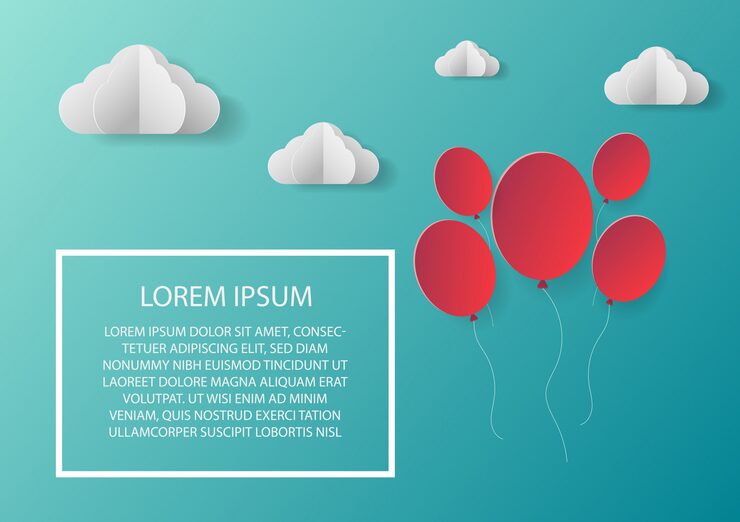 LOREM IPSUM
LOREM IPSUM DOLOR SIT AMET, CONSEC-
TETUER ADIPISCING ELIT, SED DIAM
NONUMMY NIBH EUISMOD TINCIDUNT UT
LAOREET DOLORE MAGNA ALIQUAM ERAT
VOLUTPAT. UT WISI ENIM AD MINIM
VENIAM, QUIS NOSTRUD EXERCI TATION
ULLAMCORPER SUSCIPIT LOBORTIS NISL